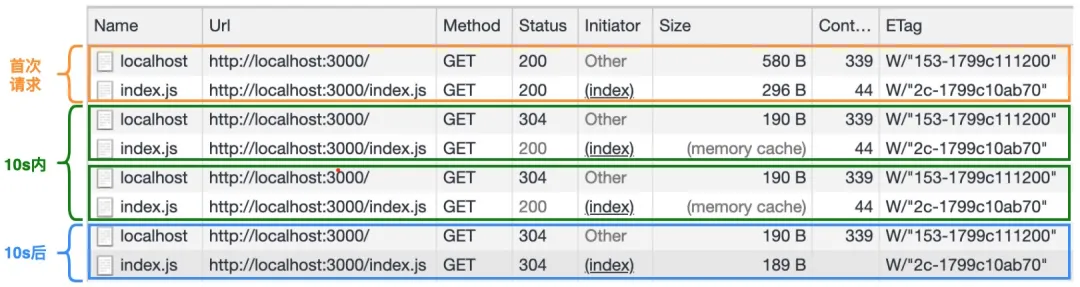 Name Url Method Status Initiator Size Cont... ETag
首次
请求
localhost http://localhost:3000/ GET 200 Other 580 B 339 W/"153-1799c111200"
index.js http://localhost:3000/index.js GET 200 (index) 296 B 44 W/"2c-1799c10ab70"
10s内
localhost http://localhost:3000/ GET 304 Other 190 B 339 W/"153-1799c111200"
index.js http://localhost:3000/index.js GET 200 (index) (memory cache) 44 W/"2c-1799c10ab70"
localhost http://localhost:3000/ GET 304 Other 190 B 339 W/"153-1799c111200"
index.js http://localhost:3000/index.js GET 200 (index) (memory cache) 44 W/"2c-1799c10ab70"
10s后
localhost http://localhost:3000/ GET 304 Other 190 B 339 W/"153-1799c111200"
index.js http://localhost:3000/index.js GET 304 (index) 189 B W/"2c-1799c10ab70"